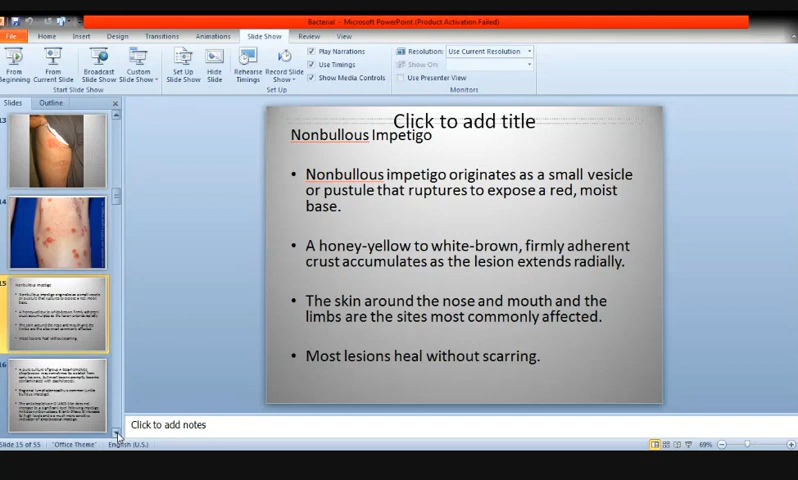 Bacterial - Microsoft PowerPoint (Product Activation Failed)
File Home Insert Design Transitions Animations Slide Show Review View
From Beginning
From Current Slide
Broadcast Slide Show
Custom Slide Show
Start Slide Show
Set Up Slide Show
Hide Slide
Rehearse Timings
Record Slide Show
Play Narrations
Use Timings
Show Media Controls
Set Up
Resolution: Use Current Resolution
Show On:
Use Presenter View
Monitors
Slides Outline
13
14
15
16
Click to add title
Nonbullous Impetigo
• Nonbullous impetigo originates as a small vesicle
or pustule that ruptures to expose a red, moist
base.
• A honey-yellow to white-brown, firmly adherent
crust accumulates as the lesion extends radially.
• The skin around the nose and mouth and the
limbs are the sites most commonly affected.
• Most lesions heal without scarring.
Click to add notes
Slide 15 of 55 "Office Theme" English (U.S.) 69%